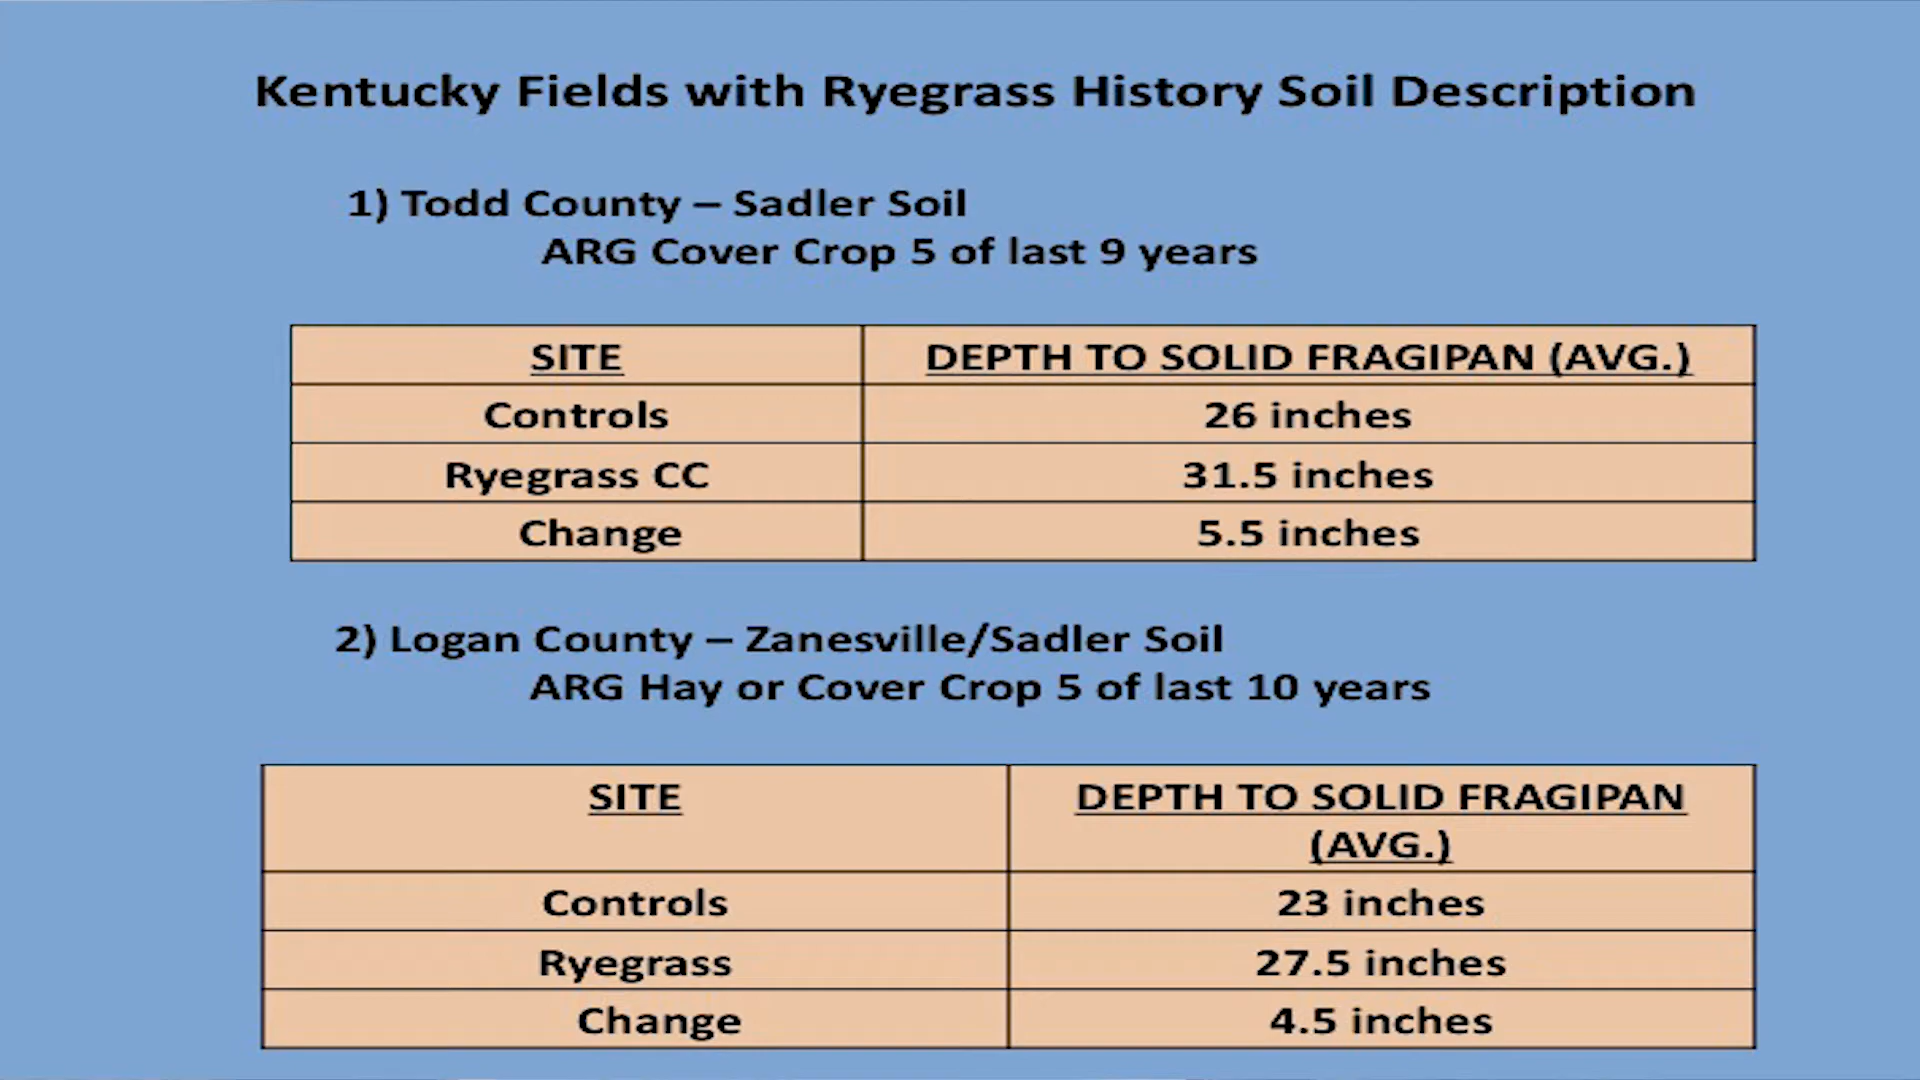 Kentucky Fields with Ryegrass History Soil Description
1) Todd County – Sadler Soil
ARG Cover Crop 5 of last 9 years
SITE DEPTH TO SOLID FRAGIPAN (AVG.)
Controls 26 inches
Ryegrass CC 31.5 inches
Change 5.5 inches
2) Logan County – Zanesville/Sadler Soil
ARG Hay or Cover Crop 5 of last 10 years
SITE DEPTH TO SOLID FRAGIPAN
(AVG.)
Controls 23 inches
Ryegrass 27.5 inches
Change 4.5 inches